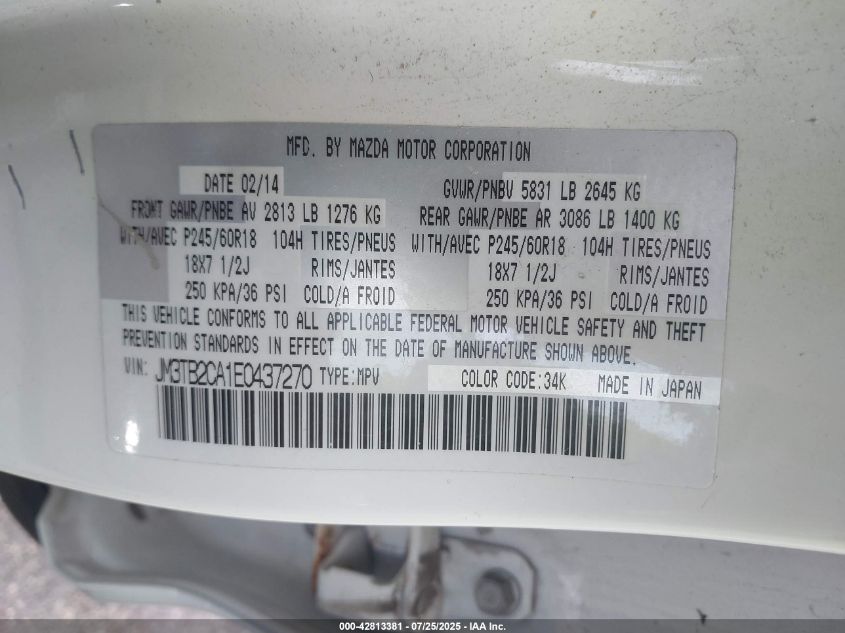 MFD. BY MAZDA MOTOR CORPORATION
DATE 02/14 GVWR/PNBV 5831 LB 2645 KG
FRONT GAWR/PNBE AV 2813 LB 1276 KG REAR GAWR/PNBE AR 3086 LB 1400 KG
WITH/AVEC P245/60R18 104H TIRES/PNEUS WITH/AVEC P245/60R18 104H TIRES/PNEUS
18X7 1/2J RIMS/JANTES 18X7 1/2J RIMS/JANTES
250 KPA/36 PSI COLD/A FROID 250 KPA/36 PSI COLD/A FROID
THIS VEHICLE CONFORMS TO ALL APPLICABLE FEDERAL MOTOR VEHICLE SAFETY AND THEFT
PREVENTION STANDARDS IN EFFECT ON THE DATE OF MANUFACTURE SHOWN ABOVE.
VIN: JM3TB2CA1E0437270 TYPE:MPV COLOR CODE:34K MADE IN JAPAN
000-42813381 / 07/25/2025 - IAA Inc.